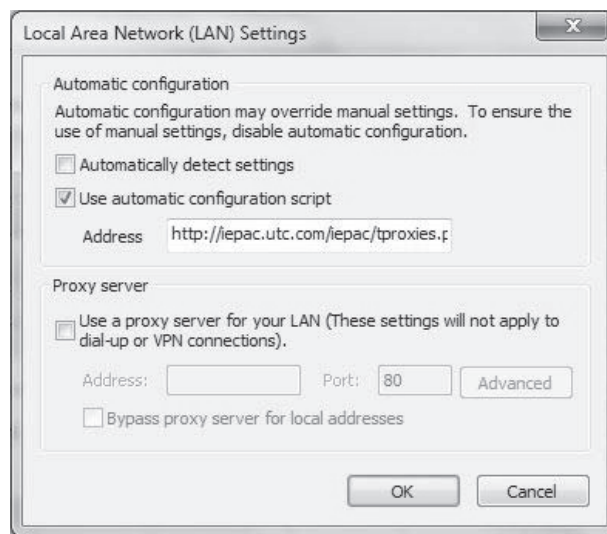 Local Area Network (LAN) Settings
Automatic configuration
Automatic configuration may override manual settings. To ensure the
use of manual settings, disable automatic configuration.
Automatically detect settings
Use automatic configuration script
Address http://iepac.utc.com/iepac/tproxies.p
Proxy server
Use a proxy server for your LAN (These settings will not apply to
dial-up or VPN connections).
Address: Port: 80 Advanced
Bypass proxy server for local addresses
OK Cancel